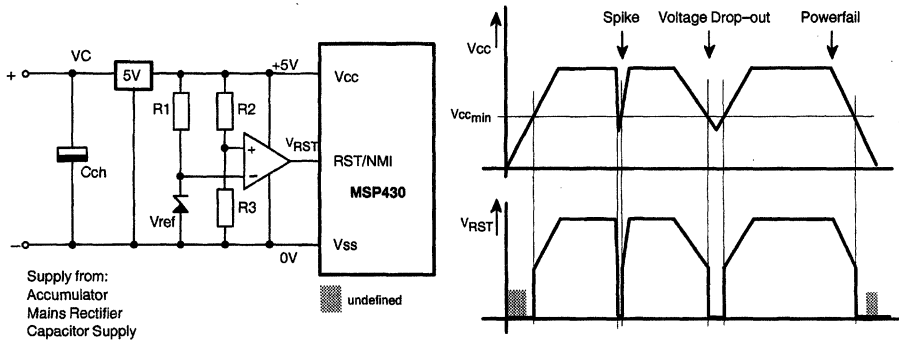 VC
+
5V
+5V
Vcc
R1
R2
+
−
VRST
RST/NMI
MSP430
Cch
Vref
R3
−
0V
Vss
Supply from:
Accumulator
Mains Rectifier
Capacitor Supply
undefined
Spike
Voltage Drop–out
Powerfail
Vcc
Vccmin
VRST